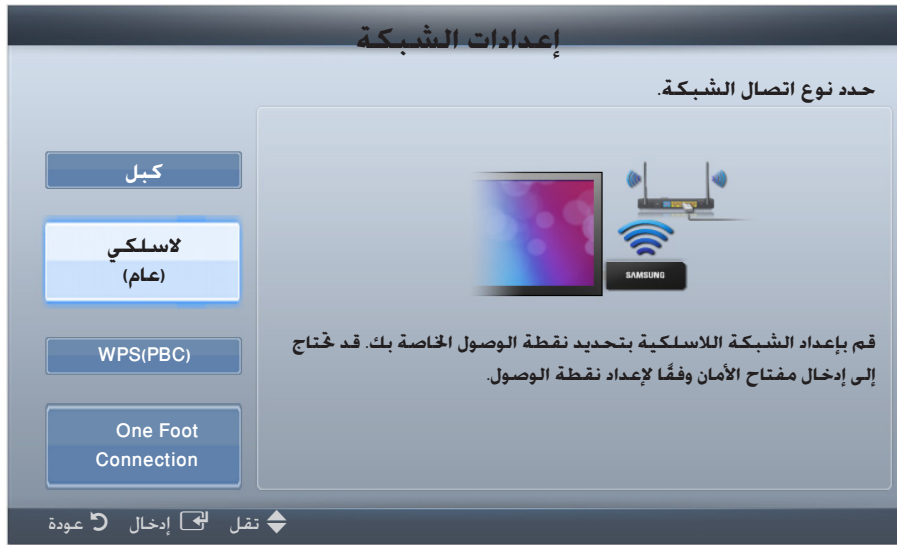 إعدادات الشبكة
حدد نوع اتصال الشبكة.
كبل
لاسلكي
(عام)
WPS(PBC)
One Foot
Connection
SAMSUNG
قم بإعداد الشبكة اللاسلكية بتحديد نقطة الوصول الخاصة بك. قد تحتاج
إلى إدخال مفتاح الأمان وفقًا لإعداد نقطة الوصول.
تقل إدخال عودة